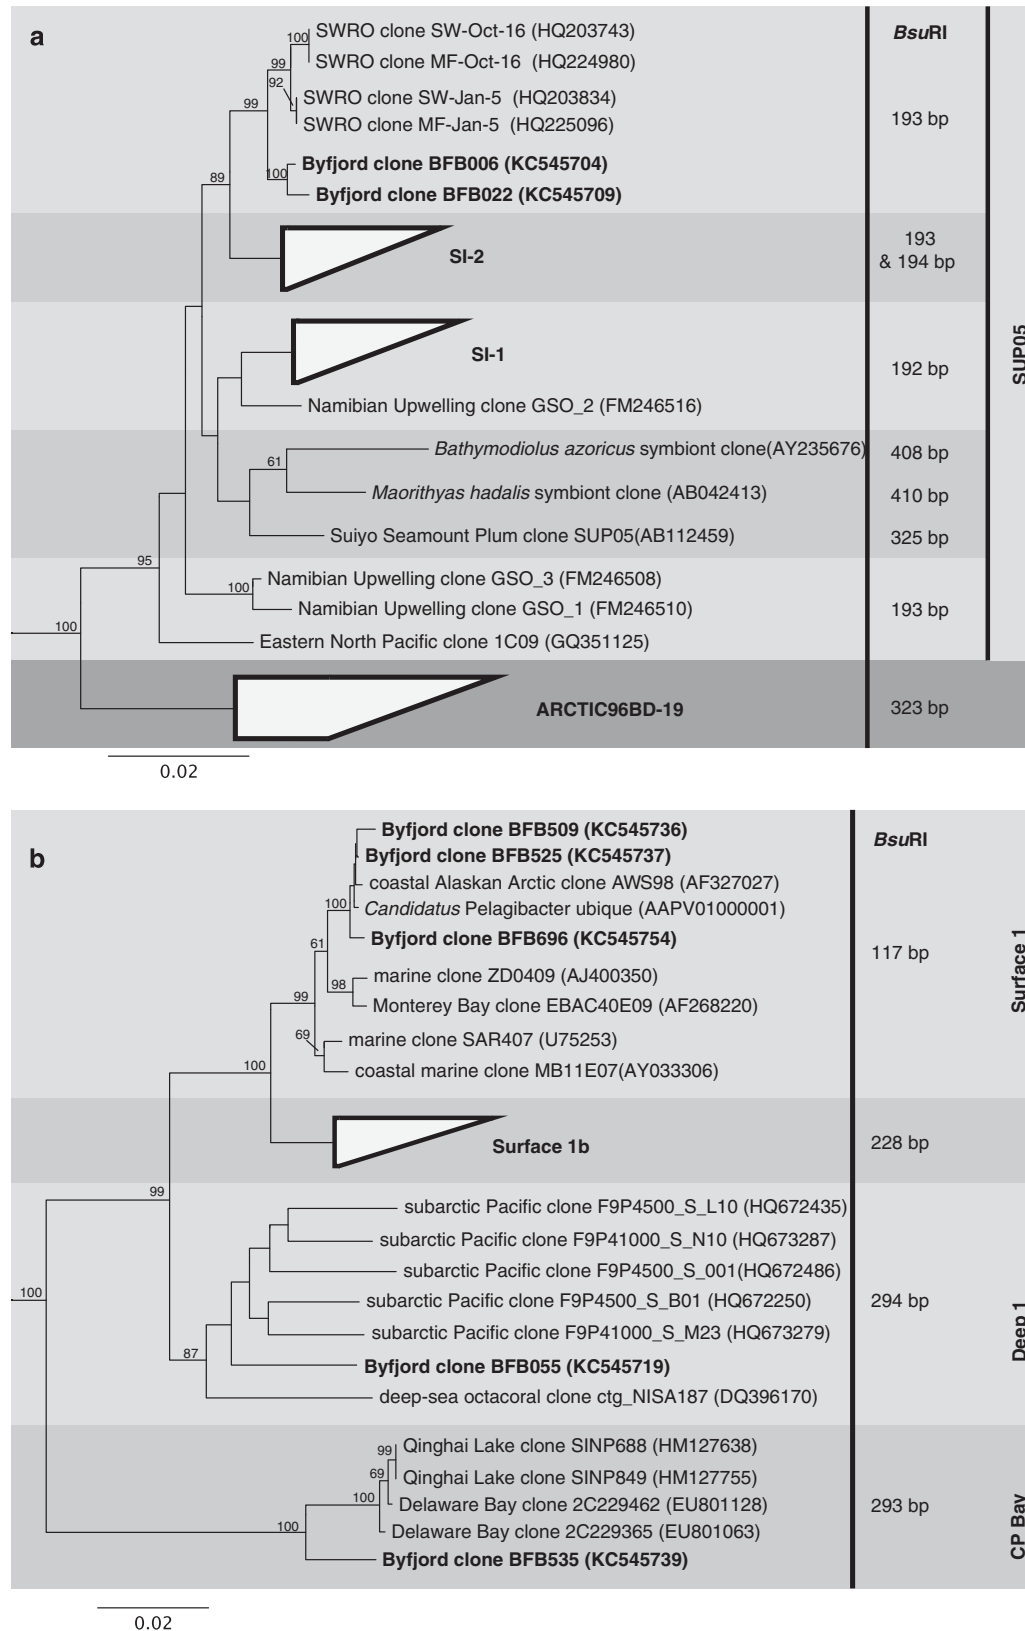 a
BsuRI
SWRO clone SW-Oct-16 (HQ203743)
100
SWRO clone MF-Oct-16 (HQ224980)
99
92
SWRO clone SW-Jan-5 (HQ203834)
99
SWRO clone MF-Jan-5 (HQ225096)
193 bp
Byfjord clone BFB006 (KC545704)
100
89
Byfjord clone BFB022 (KC545709)
193
& 194 bp
SI-2
SI-1
192 bp
SUP05
Namibian Upwelling clone GSO_2 (FM246516)
Bathymodiolus azoricus symbiont clone(AY235676)
408 bp
61
Maorithyas hadalis symbiont clone (AB042413)
410 bp
Suiyo Seamount Plum clone SUP05(AB112459)
325 bp
95
Namibian Upwelling clone GSO_3 (FM246508)
100
Namibian Upwelling clone GSO_1 (FM246510)
193 bp
100
Eastern North Pacific clone 1C09 (GQ351125)
ARCTIC96BD-19
323 bp
0.02
b
BsuRI
Byfjord clone BFB509 (KC545736)
Byfjord clone BFB525 (KC545737)
coastal Alaskan Arctic clone AWS98 (AF327027)
100
Candidatus Pelagibacter ubique (AAPV01000001)
Byfjord clone BFB696 (KC545754)
61
117 bp
Surface 1
marine clone ZD0409 (AJ400350)
98
99
Monterey Bay clone EBAC40E09 (AF268220)
69
marine clone SAR407 (U75253)
100
coastal marine clone MB11E07(AY033306)
Surface 1b
228 bp
99
subarctic Pacific clone F9P4500_S_L10 (HQ672435)
subarctic Pacific clone F9P41000_S_N10 (HQ673287)
subarctic Pacific clone F9P4500_S_001(HQ672486)
100
subarctic Pacific clone F9P4500_S_B01 (HQ672250)
294 bp
Deep 1
subarctic Pacific clone F9P41000_S_M23 (HQ673279)
87
Byfjord clone BFB055 (KC545719)
deep-sea octacoral clone ctg_NISA187 (DQ396170)
99
Qinghai Lake clone SINP688 (HM127638)
69
Qinghai Lake clone SINP849 (HM127755)
100
Delaware Bay clone 2C229462 (EU801128)
293 bp
CP Bay
100
Delaware Bay clone 2C229365 (EU801063)
Byfjord clone BFB535 (KC545739)
0.02